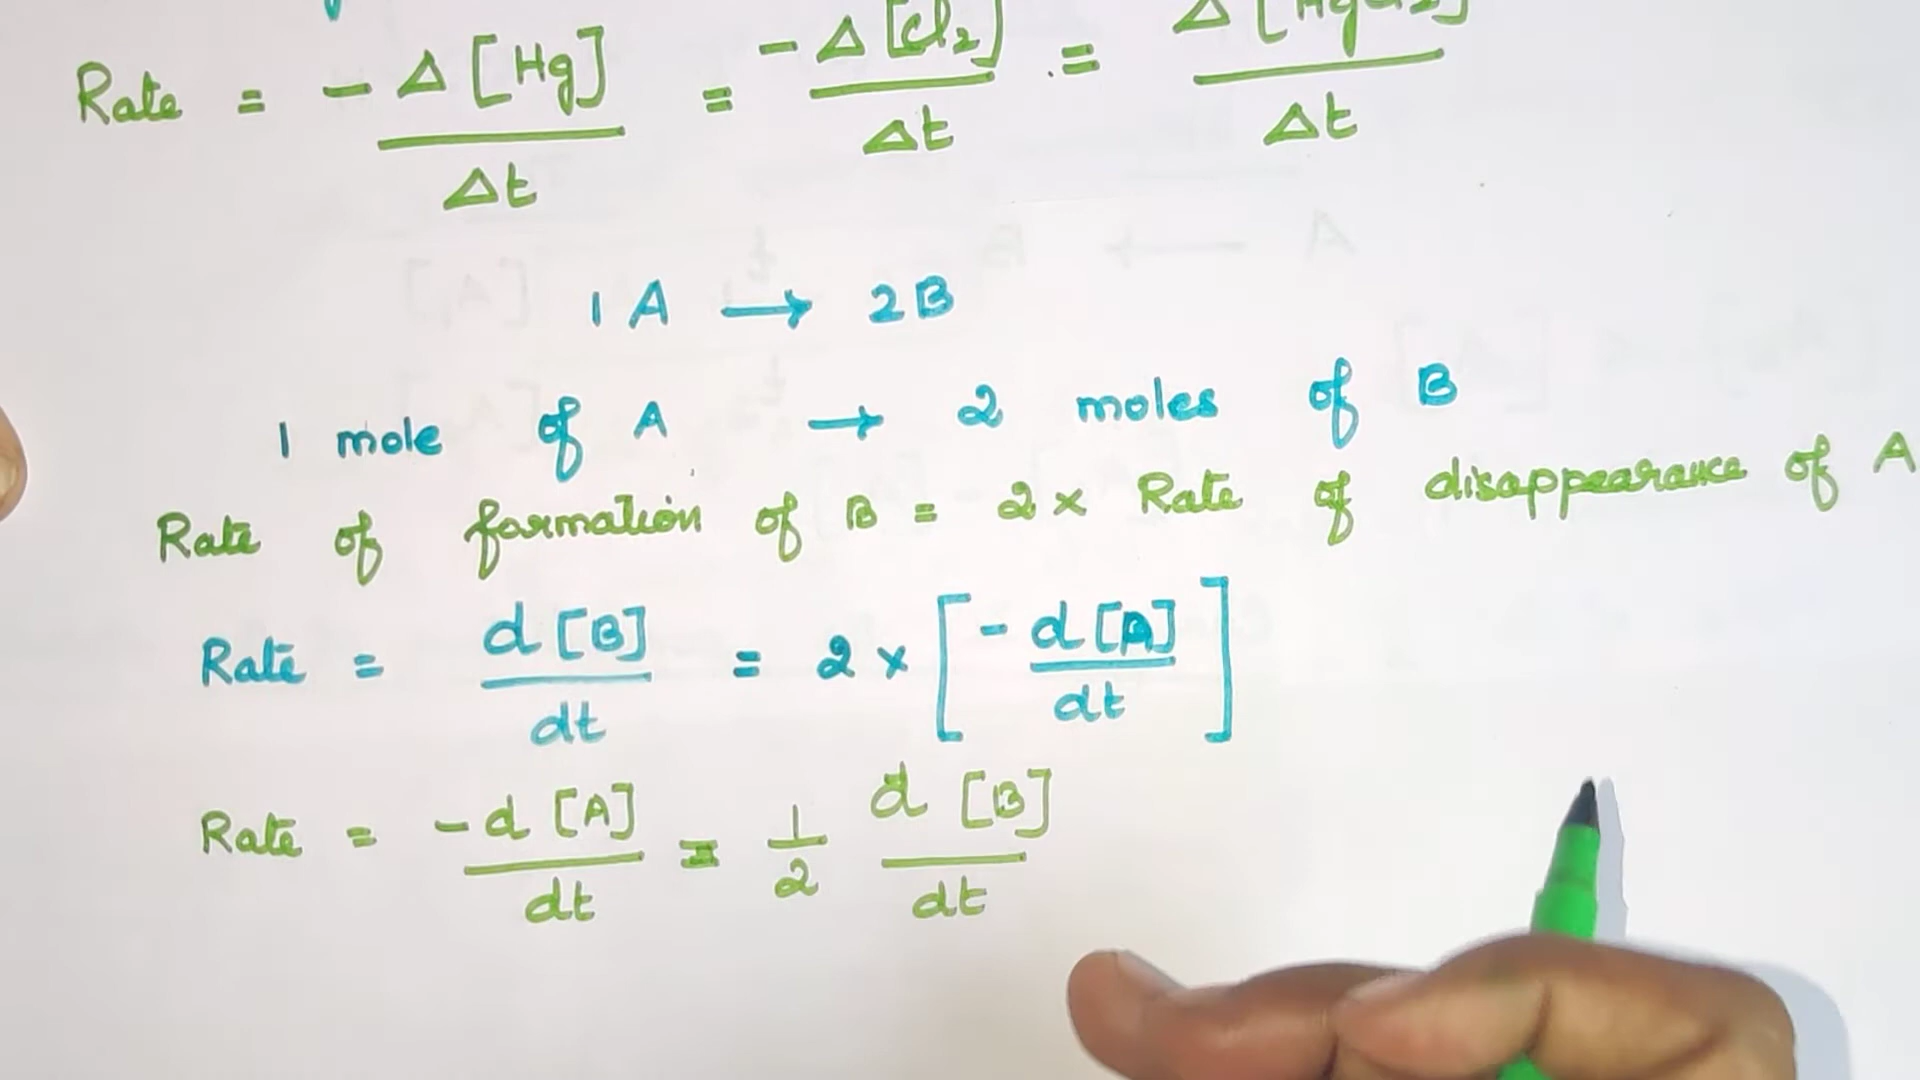 Rate = - Δ[Hg] / Δt = -Δ[Cl₂] / Δt = Δ[HgCl₂] / Δt
1 A → 2B
1 mole of A → 2 moles of B
Rate of formation of B = 2 × Rate of disappearance of A
Rate = d[B] / dt = 2 × [ - d[A] / dt ]
Rate = -d[A] / dt = 1/2 d[B] / dt